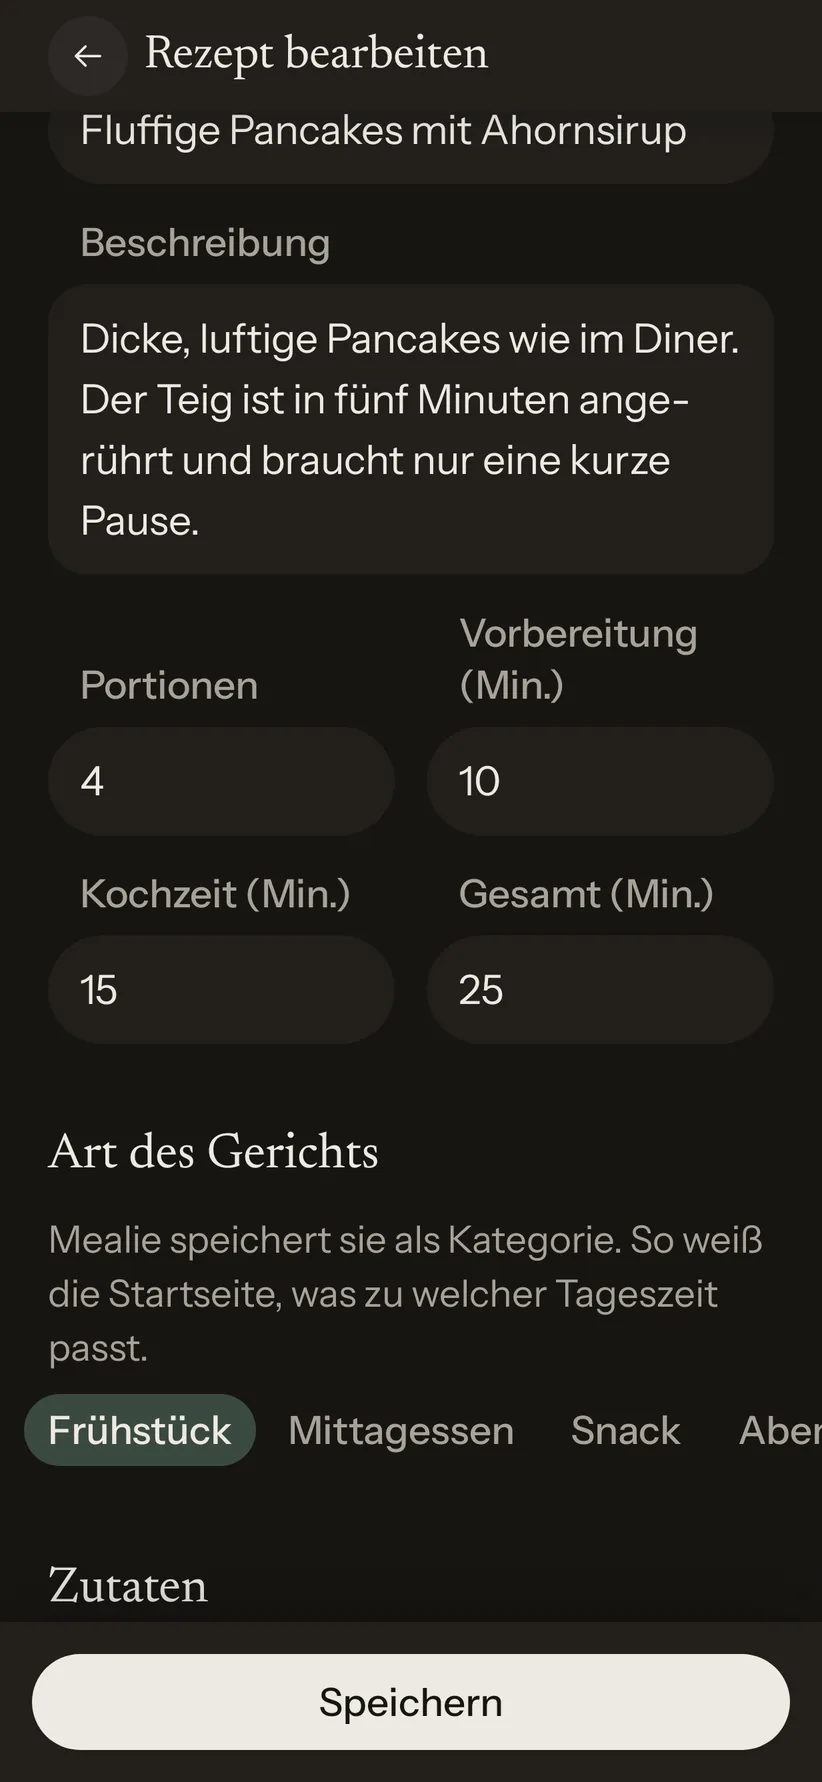 Rezept bearbeiten
Fluffige Pancakes mit Ahornsirup
Beschreibung
Dicke, luftige Pancakes wie im Diner.
Der Teig ist in fünf Minuten ange-
rührt und braucht nur eine kurze
Pause.
Portionen
Vorbereitung
(Min.)
4
10
Kochzeit (Min.)
Gesamt (Min.)
15
25
Art des Gerichts
Mealie speichert sie als Kategorie. So weiß
die Startseite, was zu welcher Tageszeit
passt.
Frühstück Mittagessen Snack
Zutaten
Speichern